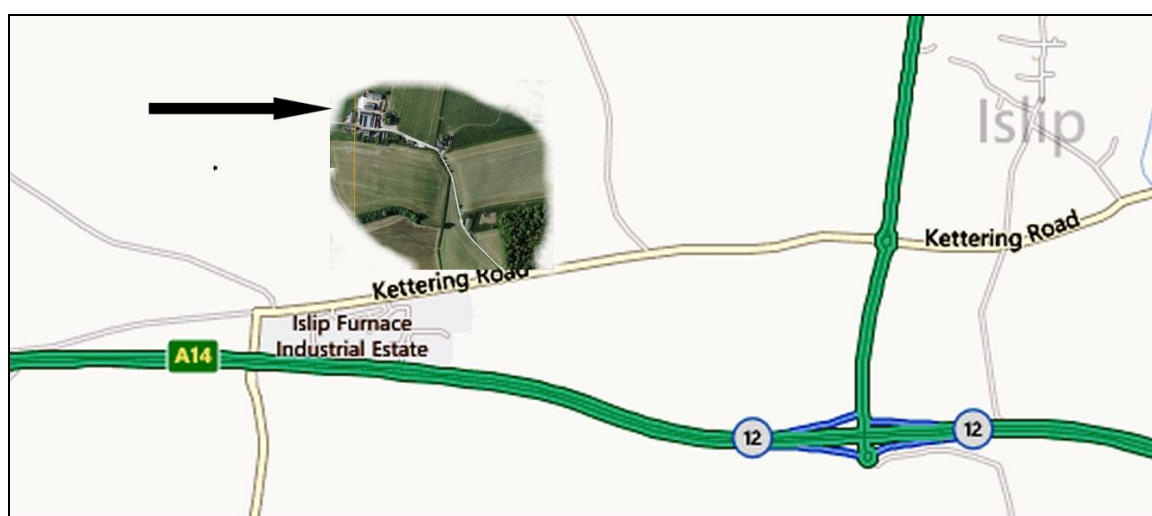 Islip
Kettering Road
Kettering Road
Islip Furnace
Industrial Estate
A14
12
12